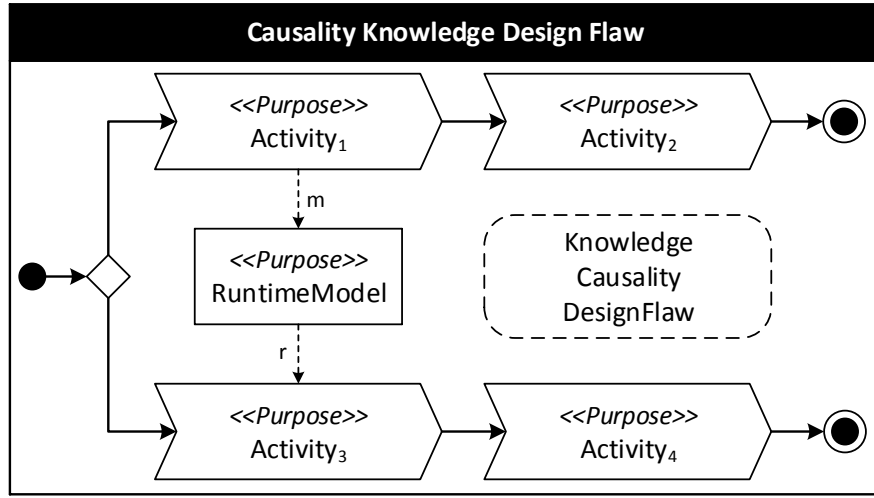 Causality Knowledge Design Flaw
<<Purpose>>
Activity₁
<<Purpose>>
Activity₂
m
<<Purpose>>
RuntimeModel
Knowledge
Causality
DesignFlaw
r
<<Purpose>>
Activity₃
<<Purpose>>
Activity₄